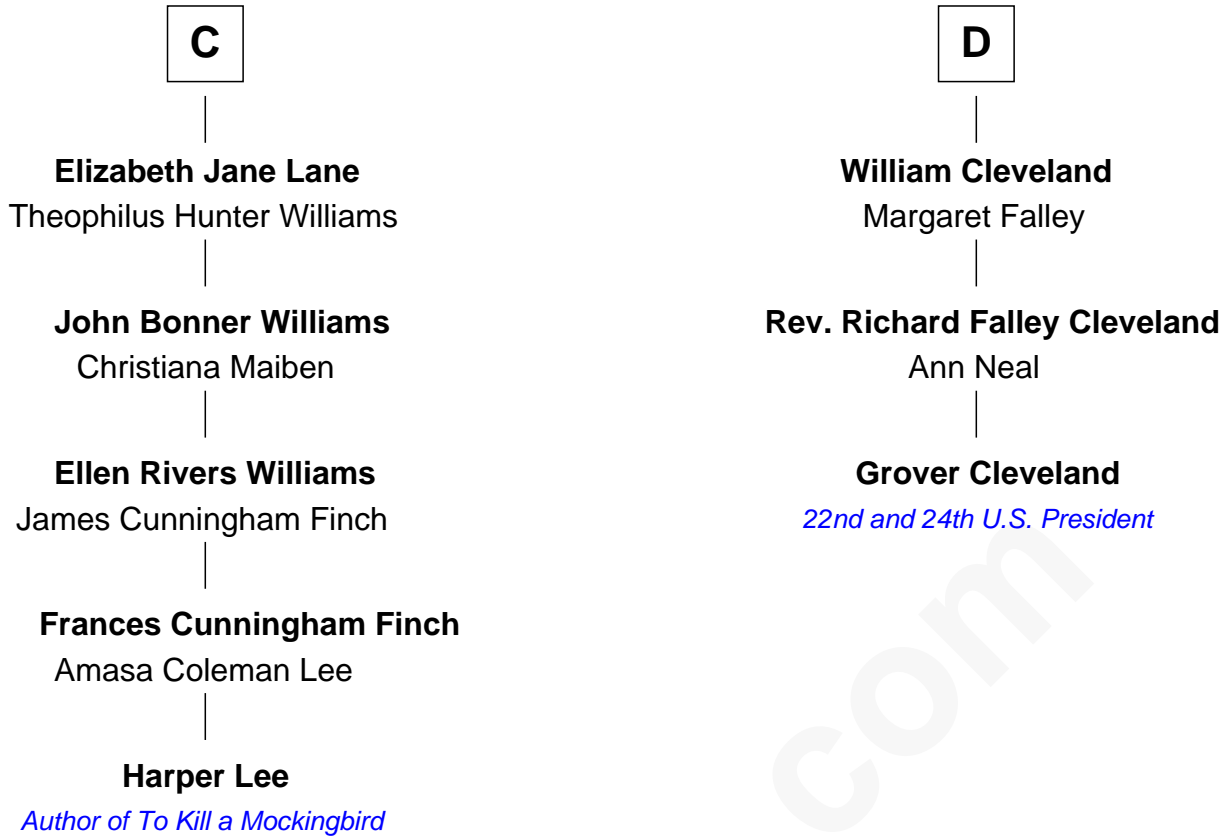 C
Elizabeth Jane Lane
Theophilus Hunter Williams
John Bonner Williams
Christiana Maiben
Ellen Rivers Williams
James Cunningham Finch
Frances Cunningham Finch
Amasa Coleman Lee
Harper Lee
Author of To Kill a Mockingbird
D
William Cleveland
Margaret Falley
Rev. Richard Falley Cleveland
Ann Neal
Grover Cleveland
22nd and 24th U.S. President
com